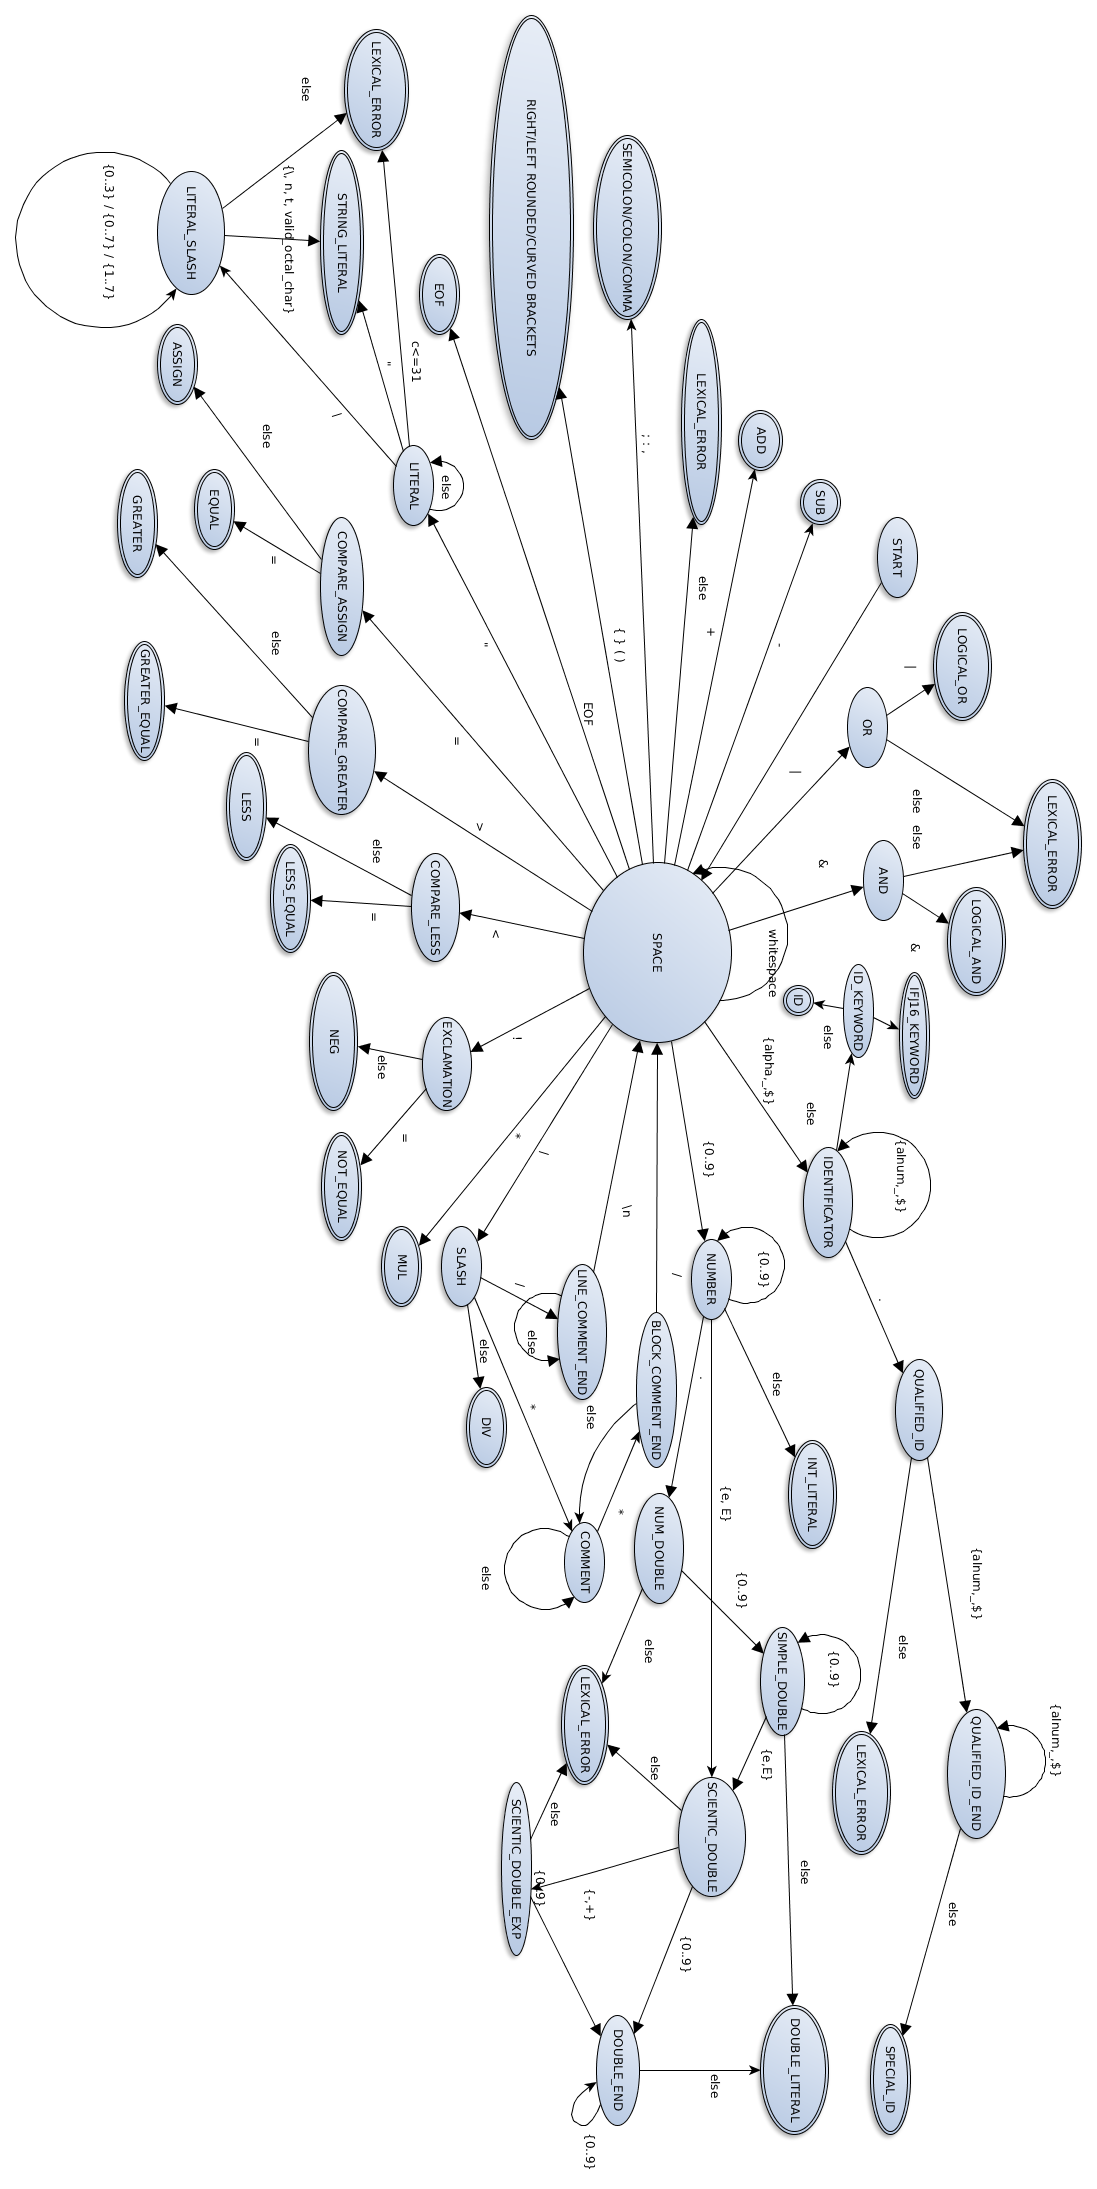 {alnum,_,$}
LEXICAL_ERROR
{alnum,_,$}
QUALIFIED_ID_END
LOGICAL_AND
LOGICAL_OR
else
QUALIFIED_ID
else
else
&
IFJ16_KEYWORD
|
START
{alnum,_,$}
else
SPECIAL_ID
AND
.
OR
LEXICAL_ERROR
ID_KEYWORD
{0..9}
else
IDENTIFICATOR
&
SUB
INT_LITERAL
else
else
ID
|
DOUBLE_LITERAL
SIMPLE_DOUBLE
-
else
whitespace
{alpha,_,$}
{e,E}
{0..9}
ADD
{0..9}
{e, E}
else
SCIENTIC_DOUBLE
+
NUMBER
{0..9}
else
LEXICAL_ERROR
.
{0..9}
/
NUM_DOUBLE
SPACE
BLOCK_COMMENT_END
else
else
; : ,
SEMICOLON/COLON/COMMA
\n
*
{ } ( )
DOUBLE_END
EOF
else
{-,+}
{0..9}
LEXICAL_ERROR
COMMENT
LINE_COMMENT_END
else
/
{0..9}
*
RIGHT/LEFT ROUNDED/CURVED BRACKETS
else
/
*
!
SCIENTIC_DOUBLE_EXP
<
DIV
"
else
else
>
SLASH
=
EXCLAMATION
else
EOF
COMPARE_LESS
c<=31
LITERAL
=
MUL
"
else
LEXICAL_ERROR
else
=
STRING_LITERAL
COMPARE_ASSIGN
COMPARE_GREATER
NOT_EQUAL
\
NEG
else
LESS_EQUAL
{\, n, t, valid_octal_char}
else
=
else
=
LESS
EQUAL
LITERAL_SLASH
ASSIGN
GREATER_EQUAL
GREATER
{0..3} / {0..7} / {1..7}